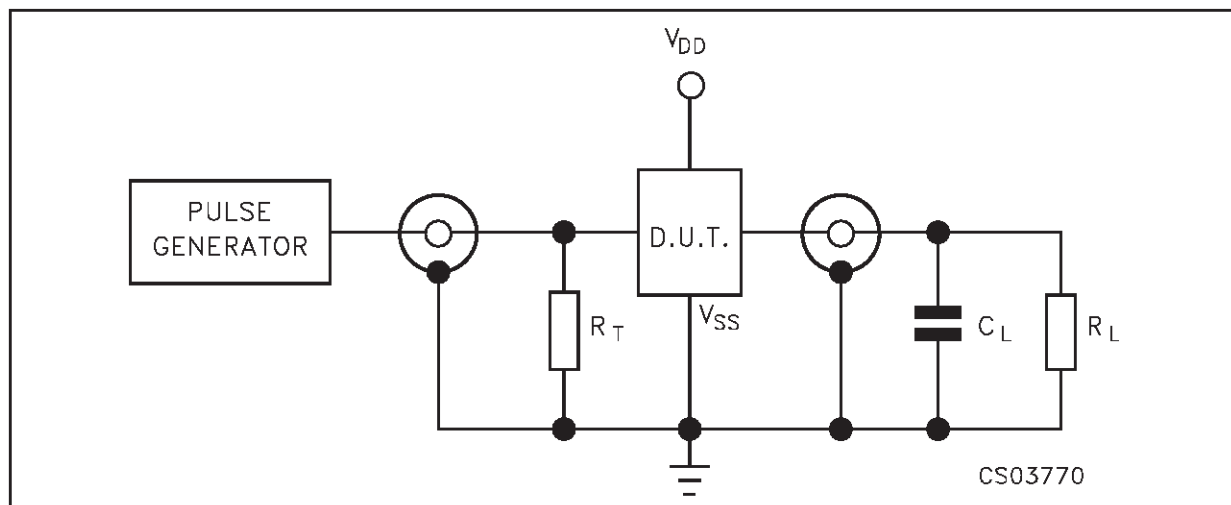 VDD
PULSE
GENERATOR
D.U.T.
VSS
RT
CL
RL
CS03770